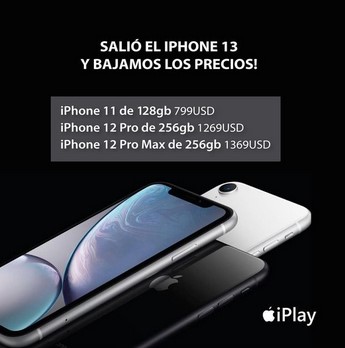 SALIÓ EL IPHONE 13
Y BAJAMOS LOS PRECIOS!
iPhone 11 de 128gb 799USD
iPhone 12 Pro de 256gb 1269USD
iPhone 12 Pro Max de 256gb 1369USD
iPlay